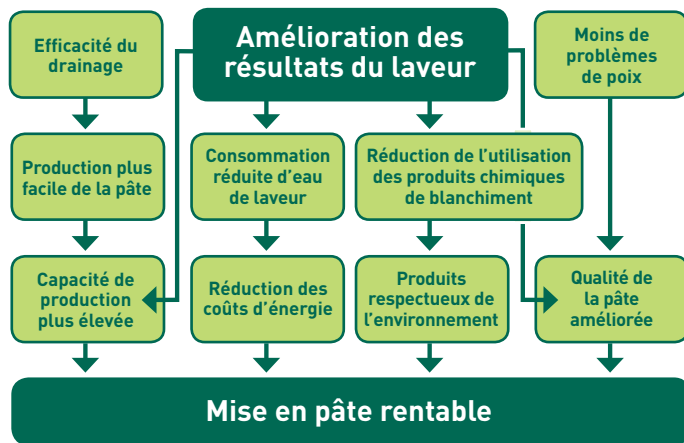 Efficacité du
drainage
Amélioration des
résultats du laveur
Moins de
problèmes
de poix
Production plus
facile de la pâte
Consommation
réduite d'eau
de laveur
Réduction de l'utilisation
des produits chimiques
de blanchiment
Capacité de
production
plus élevée
Réduction des
coûts d'énergie
Produits
respectueux de
l'environnement
Qualité de
la pâte
améliorée
Mise en pâte rentable